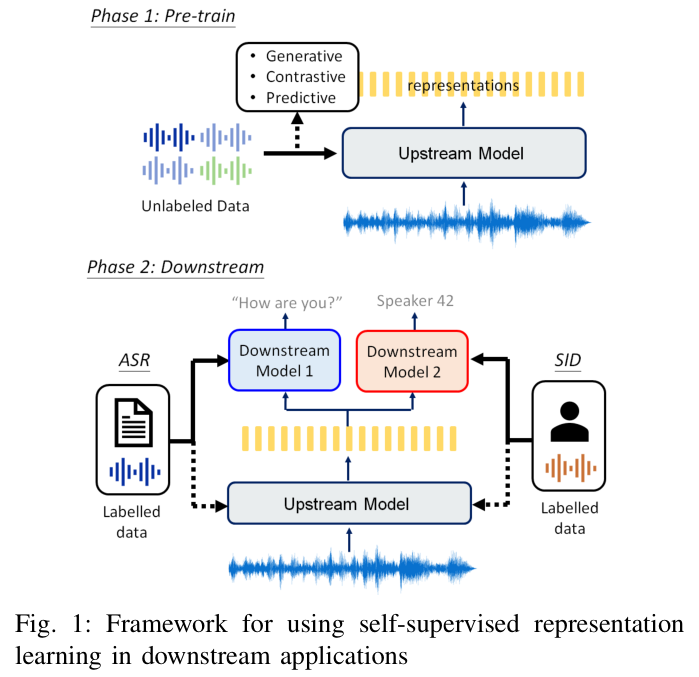 Phase 1: Pre-train
• Generative
• Contrastive
• Predictive
representations
Upstream Model
Unlabeled Data
Phase 2: Downstream
“How are you?”
Speaker 42
ASR
Downstream
Model 1
Downstream
Model 2
SID
Upstream Model
Labelled
data
Labelled
data
Fig. 1: Framework for using self-supervised representation
learning in downstream applications